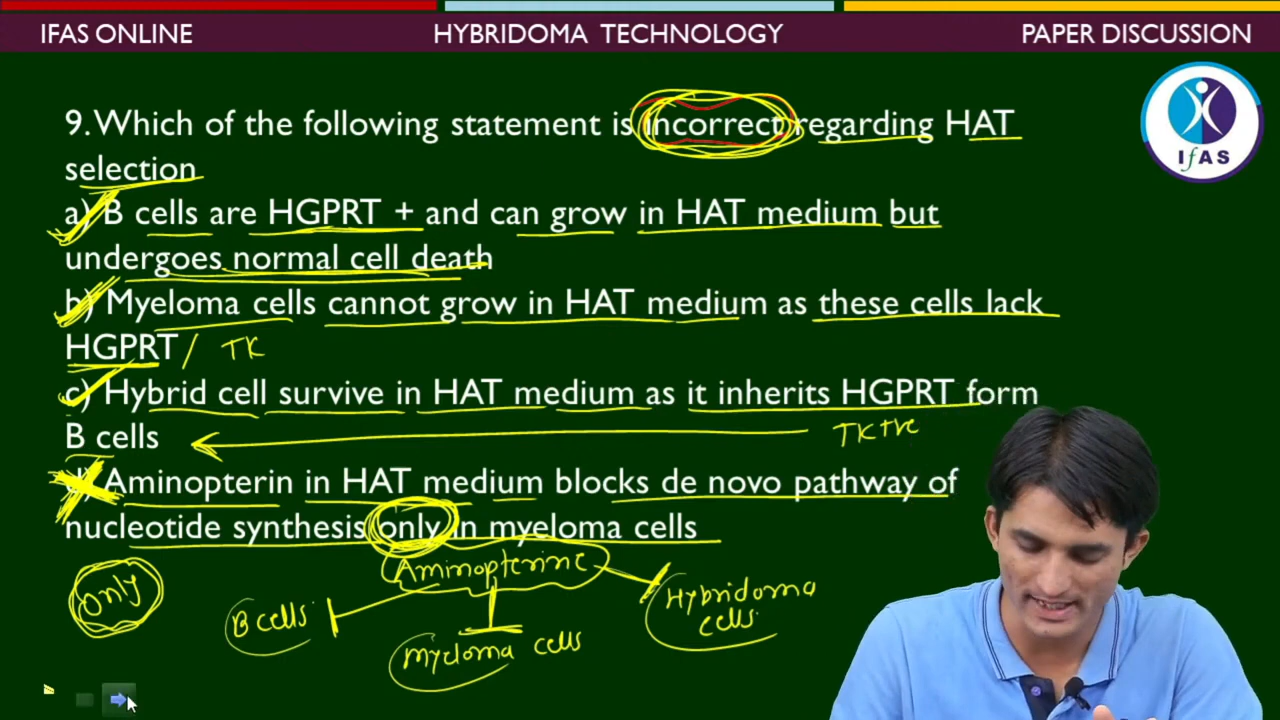 IFAS ONLINE HYBRIDOMA TECHNOLOGY PAPER DISCUSSION
IfAS
9. Which of the following statement is incorrect regarding HAT
selection
a) B cells are HGPRT + and can grow in HAT medium but
undergoes normal cell death
b) Myeloma cells cannot grow in HAT medium as these cells lack
HGPRT / TK
c) Hybrid cell survive in HAT medium as it inherits HGPRT form
B cells TK+ve
d) Aminopterin in HAT medium blocks de novo pathway of
nucleotide synthesis only in myeloma cells
Aminopterine
only B cells Myeloma cells Hybridoma
cells